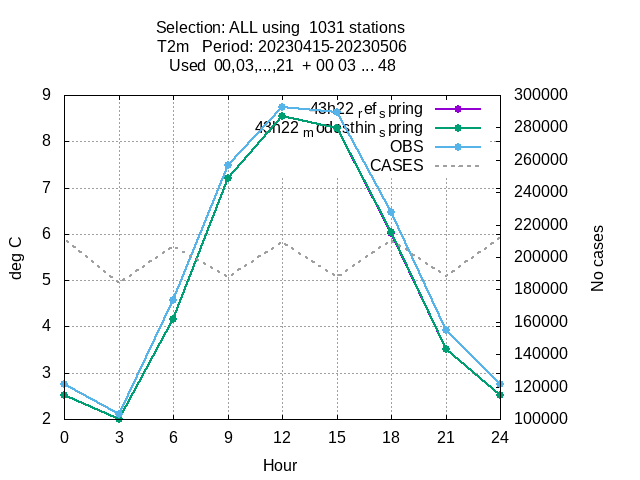 Selection: ALL using 1031 stations
T2m Period: 20230415-20230506
Used 00,03,...,21 + 00 03 ... 48
43h22_ref_spring
43h22_modesthin_spring
OBS
CASES
9
8
7
6
5
4
3
2
300000
280000
260000
240000
220000
200000
180000
160000
140000
120000
100000
deg C
No cases
0 3 6 9 12 15 18 21 24
Hour